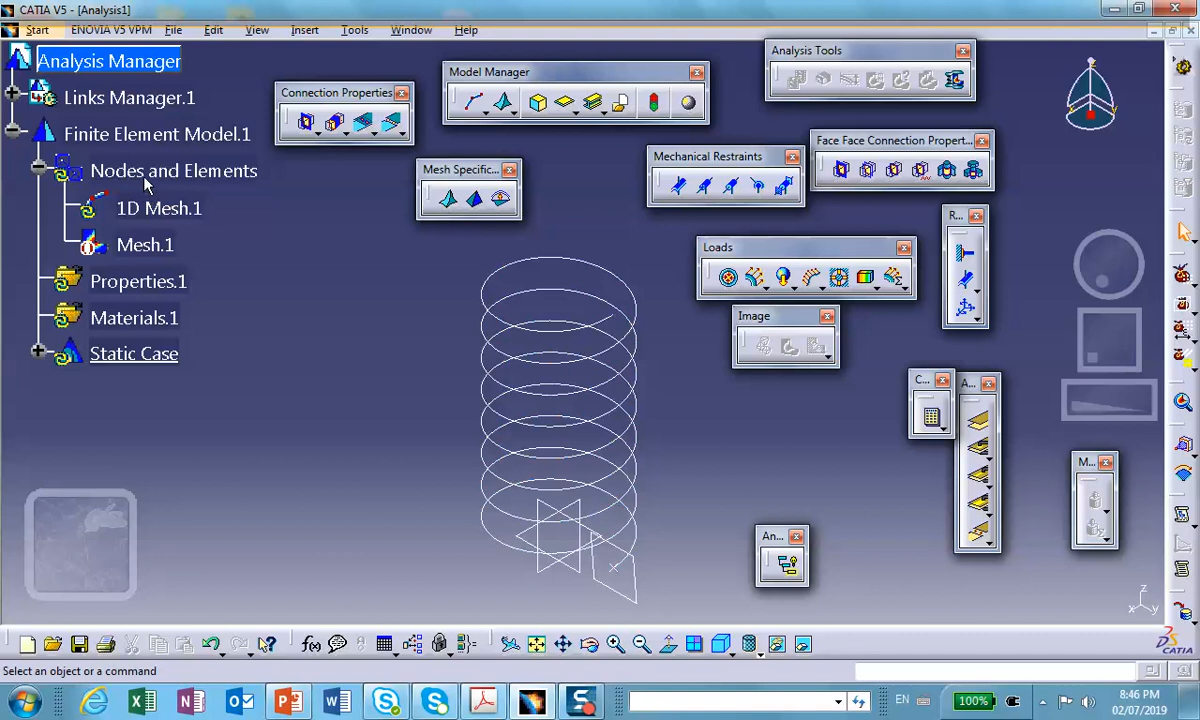 CATIA V5 - [Analysis1]
Start ENOVIA V5 VPM File Edit View Insert Tools Window Help
Analysis Manager
Links Manager.1
Finite Element Model.1
Nodes and Elements
1D Mesh.1
Mesh.1
Properties.1
Materials.1
Static Case
Connection Properties
Model Manager
Analysis Tools
Mesh Specific...
Mechanical Restraints
Face Face Connection Propert...
R...
Loads
Image
C...
A...
M...
An...
z
x
y
f(x)
DS
CATIA
Select an object or a command
EN
100%
8:46 PM
02/07/2019